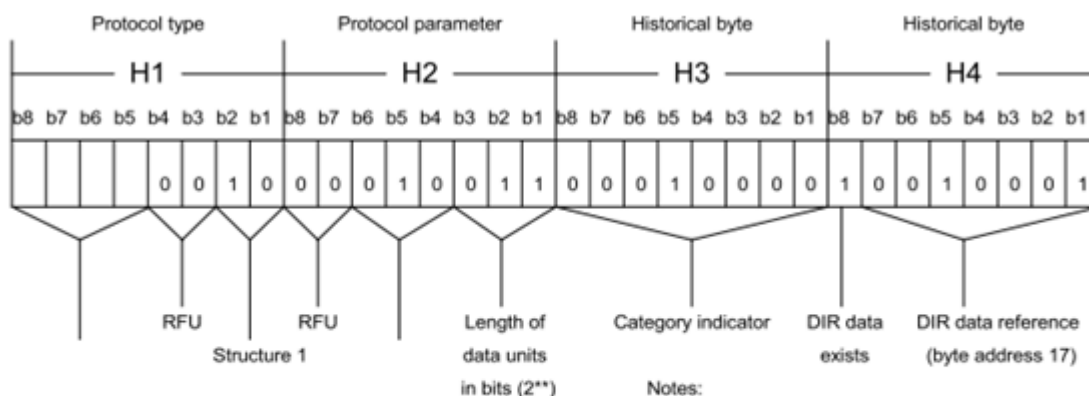 Protocol type Protocol parameter Historical byte Historical byte
H1 H2 H3 H4
b8 b7 b6 b5 b4 b3 b2 b1 b8 b7 b6 b5 b4 b3 b2 b1 b8 b7 b6 b5 b4 b3 b2 b1 b8 b7 b6 b5 b4 b3 b2 b1
0 0 1 0 0 0 0 1 0 0 1 1 0 0 0 1 0 0 0 0 1 0 0 1 0 0 0 1
RFU RFU Length of Category indicator DIR data DIR data reference
Structure 1 data units exists (byte address 17)
in bits (2**) Notes: